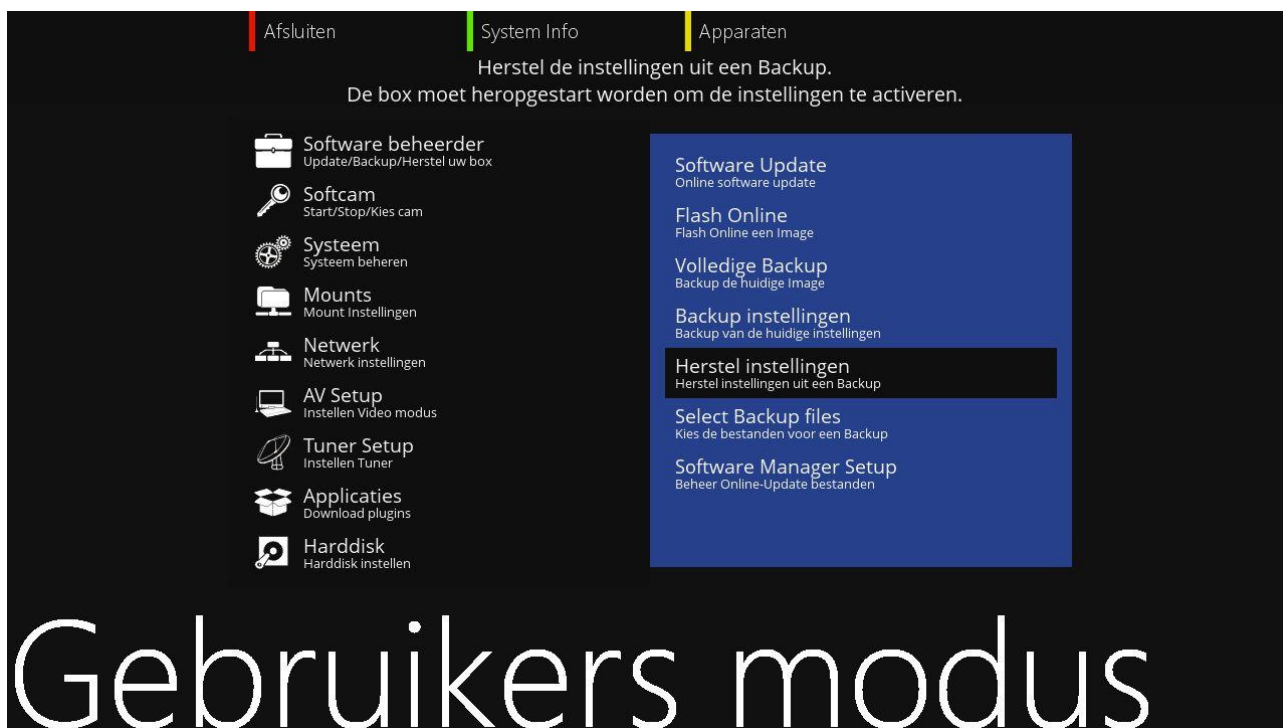 Afsluiten
System Info
Apparaten
Herstel de instellingen uit een Backup.
De box moet heropgestart worden om de instellingen te activeren.
Software beheerder
Update/Backup/Herstel uw box
Softcam
Start/Stop/Kies cam
Systeem
Systeem beheren
Mounts
Mount Instellingen
Netwerk
Netwerk instellingen
AV Setup
Instellen Video modus
Tuner Setup
Instellen Tuner
Applicaties
Download plugins
Harddisk
Harddisk instellen
Software Update
Online software update
Flash Online
Flash Online een Image
Volledige Backup
Backup de huidige Image
Backup instellingen
Backup van de huidige instellingen
Herstel instellingen
Herstel instellingen uit een Backup
Select Backup files
Kies de bestanden voor een Backup
Software Manager Setup
Beheer Online-Update bestanden
Gebruikers modus